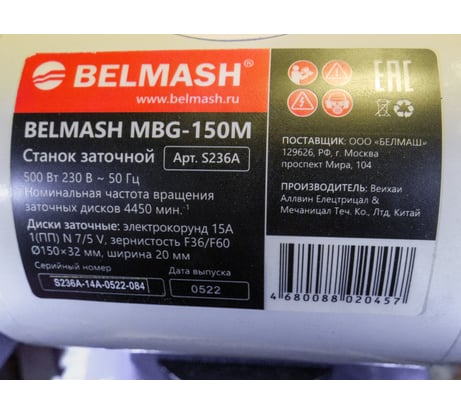 BELMASH®
www.belmash.ru
BELMASH MBG-150M
Станок заточной
Арт. S236A
500 Вт 230 В ~ 50 Гц
Номинальная частота вращения
заточных дисков 4450 мин.⁻¹
Диски заточные: электрокорунд 15А
1(ПП) N 7/5 V, зернистость F36/F60
Ø150×32 мм, ширина 20 мм
Серийный номер
S236A-14A-0522-084
Дата выпуска
0522
EAC
ПОСТАВЩИК: ООО «БЕЛМАШ»
129626, РФ, г. Москва
проспект Мира, 104
ПРОИЗВОДИТЕЛЬ: Вейхаи
Аллвин Елецтрицал &
Мечаницал Теч. Ко., Лтд, Китай
4 680088 020457